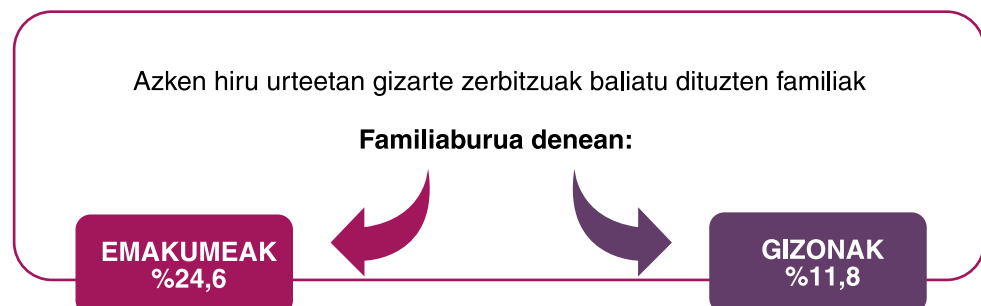 Azken hiru urteetan gizarte zerbitzuak baliatu dituzten familiak
Familiaburua denean:
EMAKUMEAK
%24,6
GIZONAK
%11,8